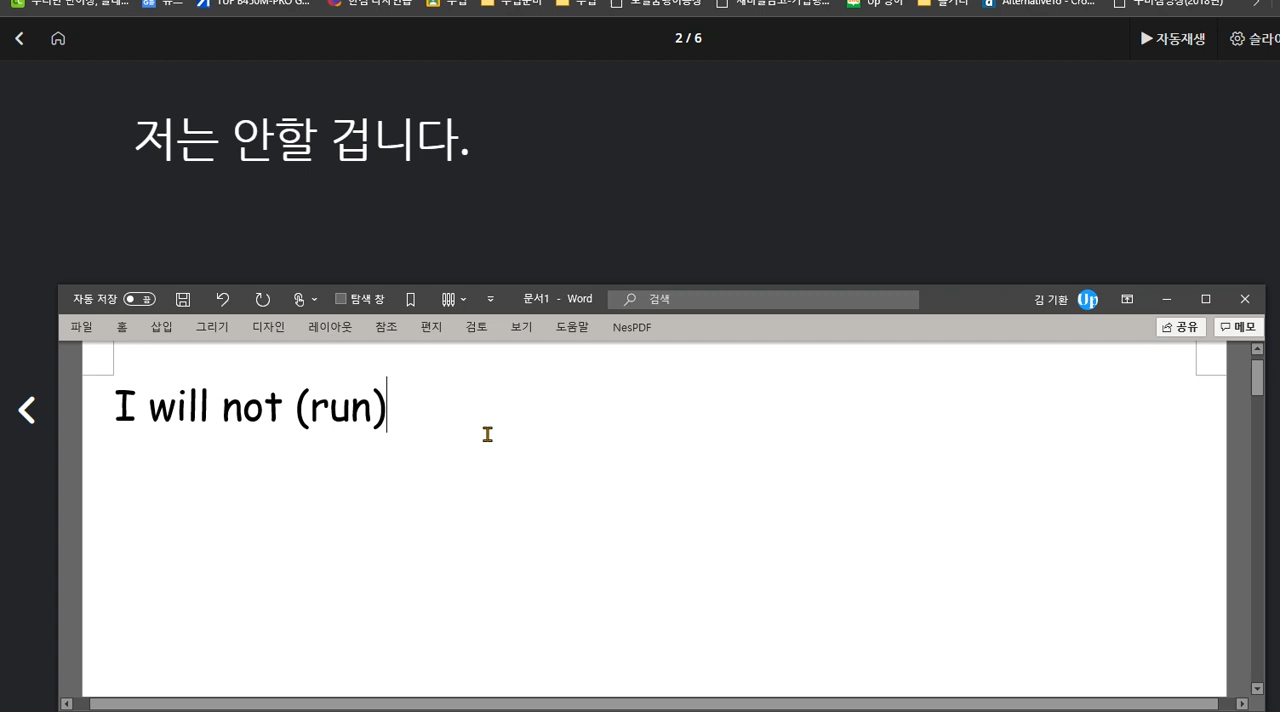 뉴스
2 / 6
자동재생
저는 안할 겁니다.
자동 저장 끔 탐색 창 문서1 - Word 검색 김 기환 Up
파일 홈 삽입 그리기 디자인 레이아웃 참조 편지 검토 보기 도움말 NesPDF 공유 메모
I will not (run)